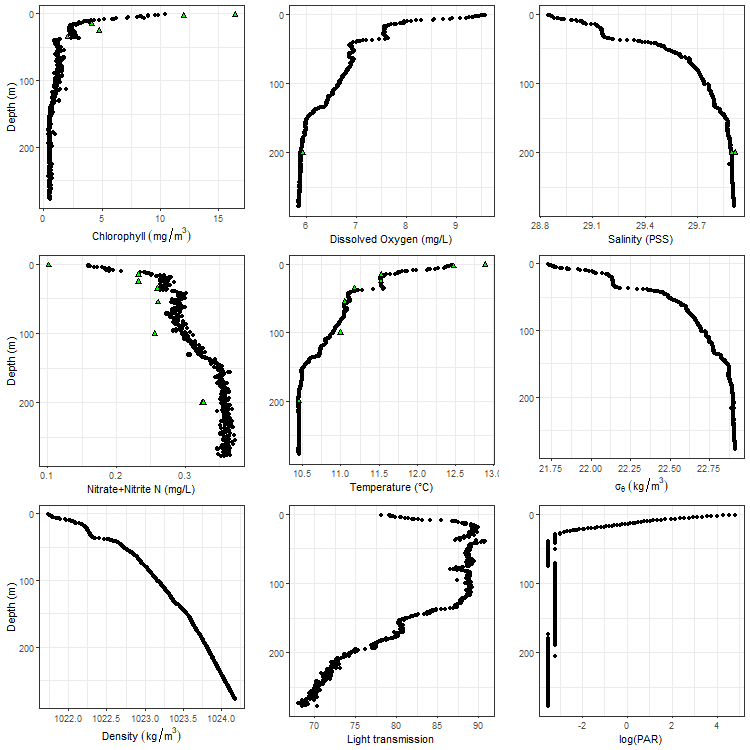 0
100
200
Depth (m)
0 5 10 15
Chlorophyll (mg/m³)
0
100
200
6 7 8 9
Dissolved Oxygen (mg/L)
0
100
200
28.8 29.1 29.4 29.7
Salinity (PSS)
0
100
200
Depth (m)
0.1 0.2 0.3
Nitrate+Nitrite N (mg/L)
0
100
200
10.5 11.0 11.5 12.0 12.5 13.0
Temperature (°C)
0
100
200
21.75 22.00 22.25 22.50 22.75
σθ (kg/m³)
0
100
200
Depth (m)
1022.0 1022.5 1023.0 1023.5 1024.0
Density (kg/m³)
0
100
200
70 75 80 85 90
Light transmission
0
100
200
-2 0 2 4
log(PAR)